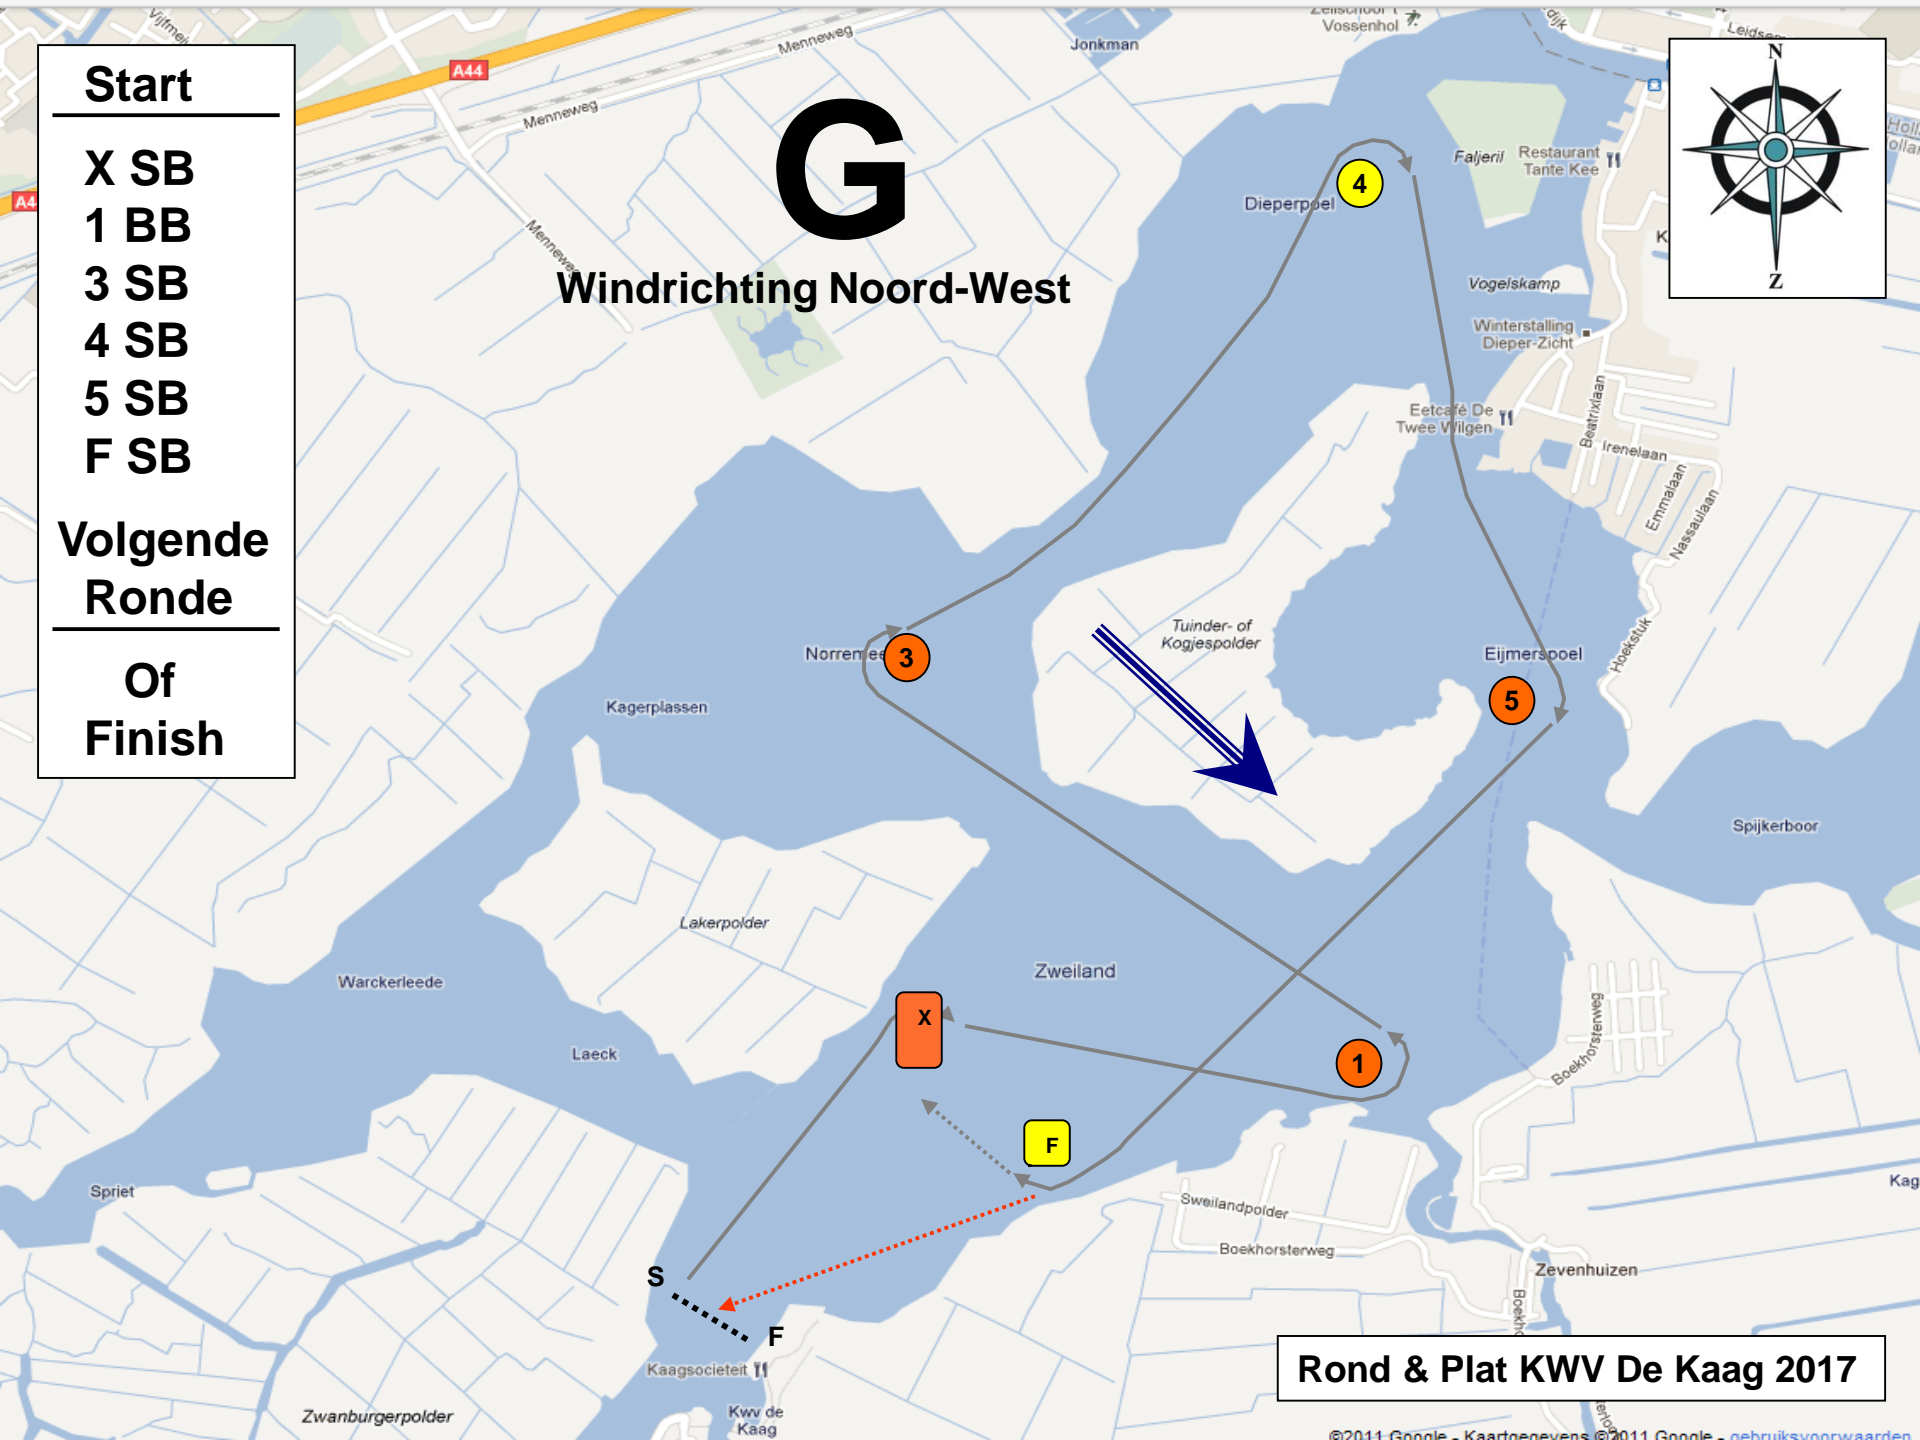 Start
X SB
1 BB
3 SB
4 SB
5 SB
F SB
Volgende
Ronde
Of
Finish
G
Windrichting Noord-West
N
Z
A44
Menneweg
Menneweg
Menneweg
Jonkman
Vossenhol
Dieperpoel
4
Faljeril
Restaurant
Tante Kee
Vogelskamp
Winterstalling
Dieper-Zicht
Eetcafé De
Twee Wilgen
Beatrixlaan
Irenelaan
Emmalaan
Nassaulaan
Hoekstuk
Tuinder- of
Kogjespolder
Eijmerspoel
3
5
Kagerplassen
Spijkerboor
Lakerpolder
Warckerleede
Zweiland
X
Laeck
1
Boekhorsterweg
F
Spriet
Sweilandpolder
Boekhorsterweg
Zevenhuizen
S
F
Kaagsocieteit
Kwv de
Kaag
Zwanburgerpolder
Rond & Plat KWV De Kaag 2017
©2011 Google - Kaartgegevens ©2011 Google - gebruiksvoorwaarden